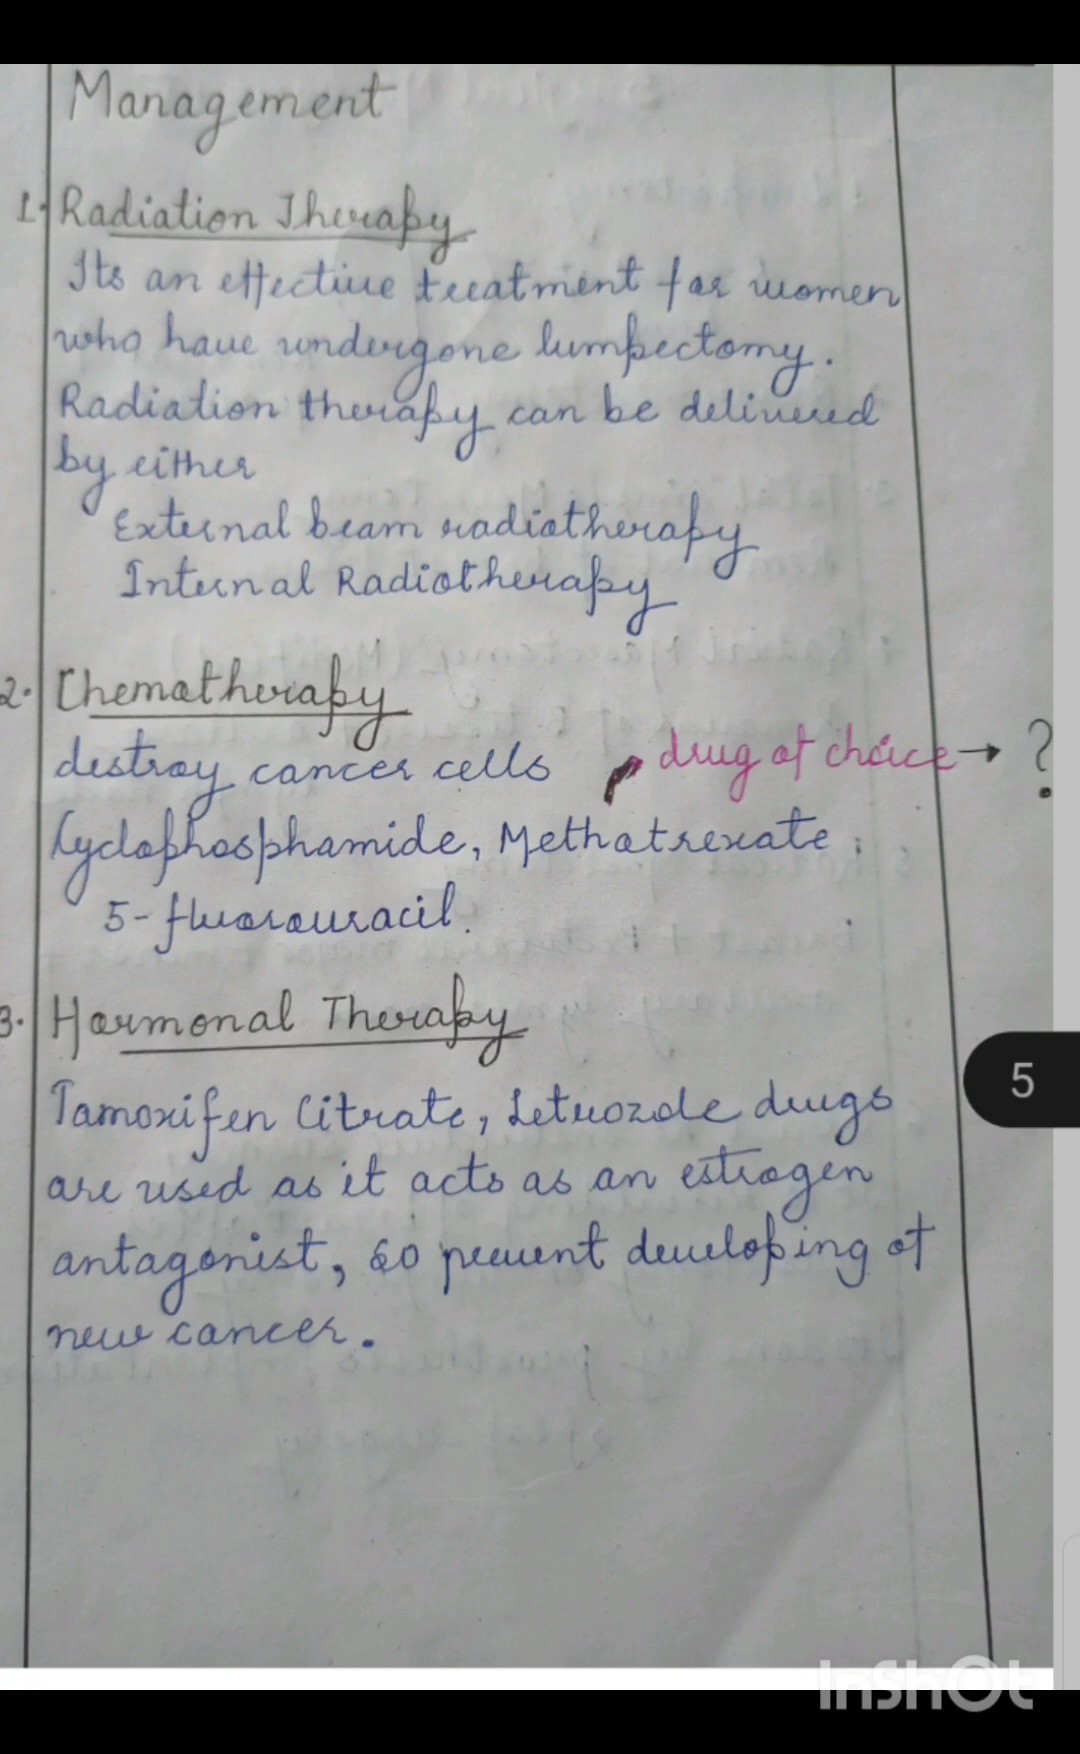 Management
1. Radiation Therapy
Its an effective treatment for women
who have undergone lumpectomy.
Radiation therapy can be delivered
by either
External beam radiotherapy
Internal Radiotherapy
2. Chemotherapy
destroy cancer cells
drug of choice → ?
Cyclophosphamide, Methotrexate,
5-fluorouracil.
3. Hormonal Therapy
Tamoxifen Citrate, Letrozole drugs
are used as it acts as an estrogen
antagonist, so prevent developing of
new cancer.
5
InShOt